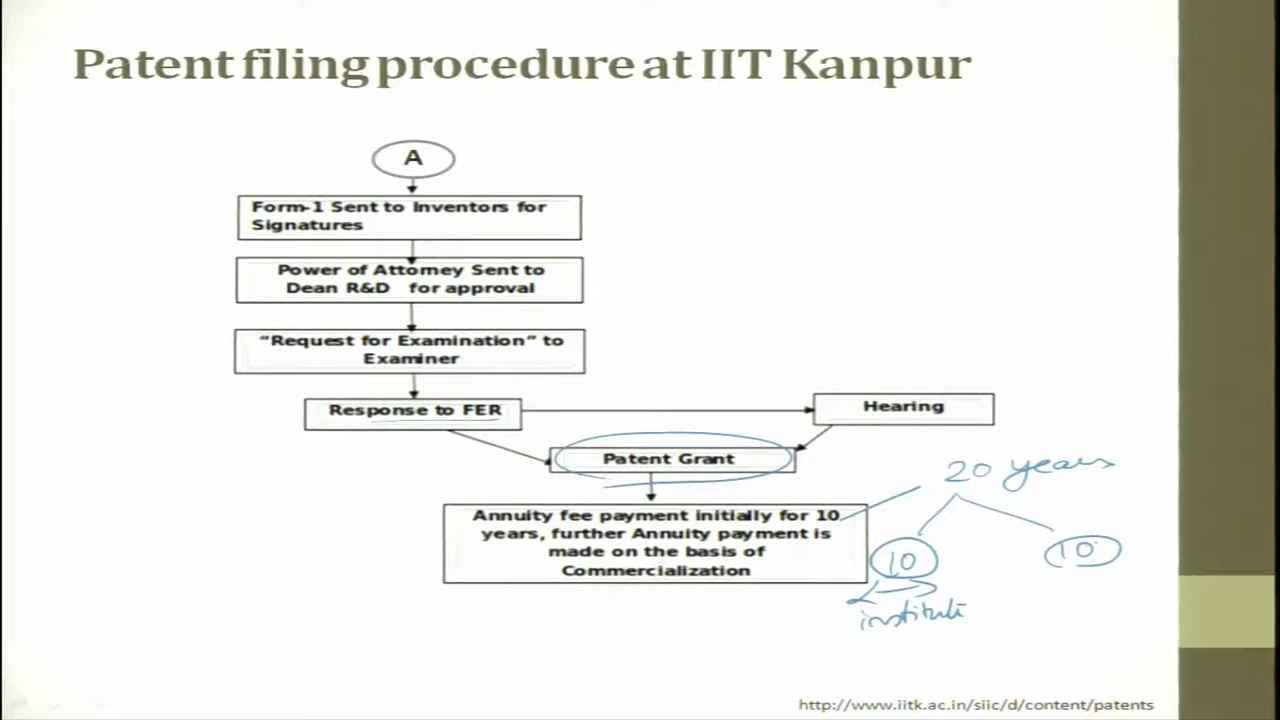 Patent filing procedure at IIT Kanpur
A
Form-1 Sent to Inventors for
Signatures
Power of Attorney Sent to
Dean R&D for approval
"Request for Examination" to
Examiner
Response to FER
Hearing
Patent Grant
20 years
Annuity fee payment initially for 10
years, further Annuity payment is
made on the basis of
Commercialization
10
10
institute
http://www.iitk.ac.in/siic/d/content/patents